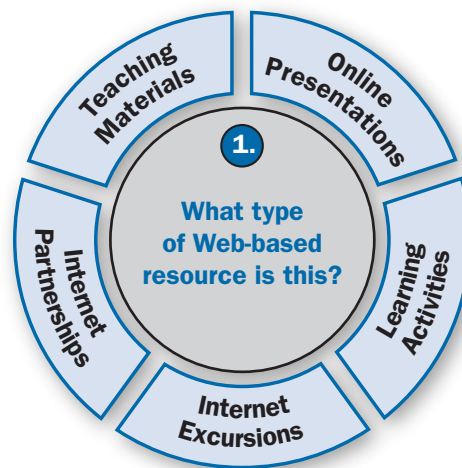 Teaching
Materials
Online
Presentations
1.
What type
of Web-based
resource is this?
Internet
Partnerships
Learning
Activities
Internet
Excursions